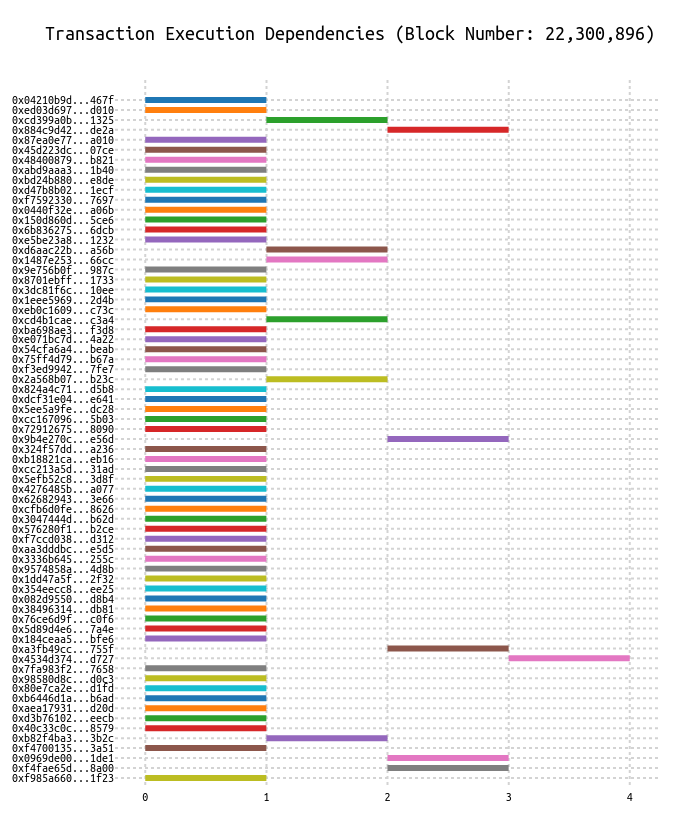 Transaction Execution Dependencies (Block Number: 22,300,896)
0x04210b9d...467f
0xed03d697...d010
0xcd399a0b...1325
0x884c9d42...de2a
0x87ea0e77...a010
0x45d223dc...07ce
0x48400879...b821
0xabd9aaa3...1b40
0xbd24b880...e8de
0xd47b8b02...1ecf
0xf7592330...7697
0x0440f32e...a06b
0x150d860d...5ce6
0x6b836275...6dcb
0xe5be23a8...1232
0xd6aac22b...a56b
0x1487e253...66cc
0x9e756b0f...987c
0x8701ebff...1733
0x3dc81f6c...10ee
0x1eee5969...2d4b
0xeb0c1609...c73c
0xcd4b1cae...c3a4
0xba698ae3...f3d8
0xe071bc7d...4a22
0x54cfa6a4...beab
0x75ff4d79...b67a
0xf3ed9942...7fe7
0x2a568b07...b23c
0x824a4c71...d5b8
0xdcf31e04...e641
0x5ee5a9fe...dc28
0xcc167096...5b03
0x72912675...8090
0x9b4e270c...e56d
0x324f57dd...a236
0xb18821ca...eb16
0xcc213a5d...31ad
0x5efb52c8...3d8f
0x4276485b...a077
0x62682943...3e66
0xcfb6d0fe...8626
0x3047444d...b62d
0x576280f1...b2ce
0xf7ccd038...d312
0xaa3dddbc...e5d5
0x3336b645...255c
0x9574858a...4d8b
0x1dd47a5f...2f32
0x354eecc8...ee25
0x082d9550...d8b4
0x38496314...db81
0x76ce6d9f...c0f6
0x5d89d4e6...7a4e
0x184ceaa5...bfe6
0xa3fb49cc...755f
0x4534d374...d727
0x7fa983f2...7658
0x98580d8c...d0c3
0x80e7ca2e...d1fd
0xb6446d1a...b6ad
0xaea17931...d20d
0xd3b76102...eecb
0x40c33c0c...8579
0xb82f4ba3...3b2c
0xf4700135...3a51
0x0969de00...1de1
0xf4fae65d...8a00
0xf985a660...1f23
0 1 2 3 4